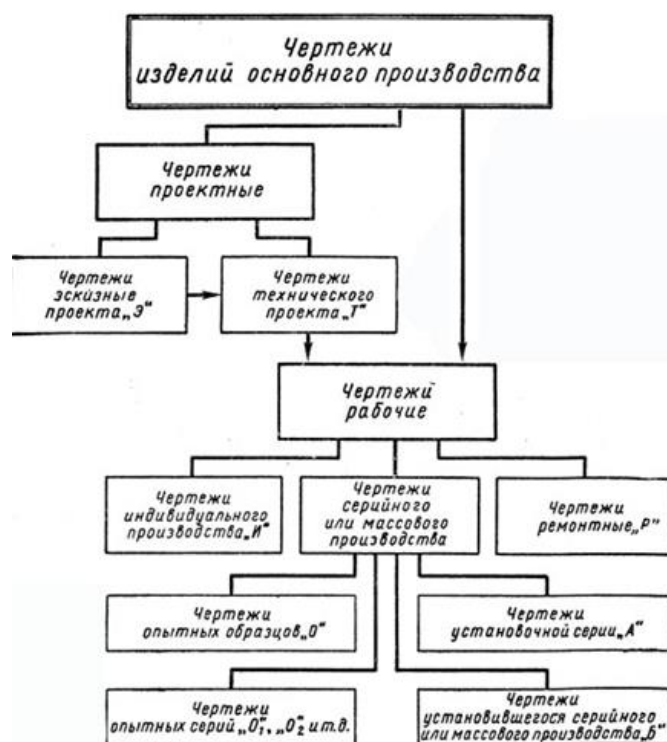 Чертежи
изделий основного производства
Чертежи
проектные
Чертежи
эскизные
проекта „Э“
Чертежи
технического
проекта „Т“
Чертежи
рабочие
Чертежи
индивидуального
производства „И“
Чертежи
серийного
или массового
производства
Чертежи
ремонтные „Р“
Чертежи
опытных образцов „О“
Чертежи
установочной серии „А“
Чертежи
опытных серий „О₁“, „О₂“ и т.д.
Чертежи
установившегося серийного
или массового производства „Б“